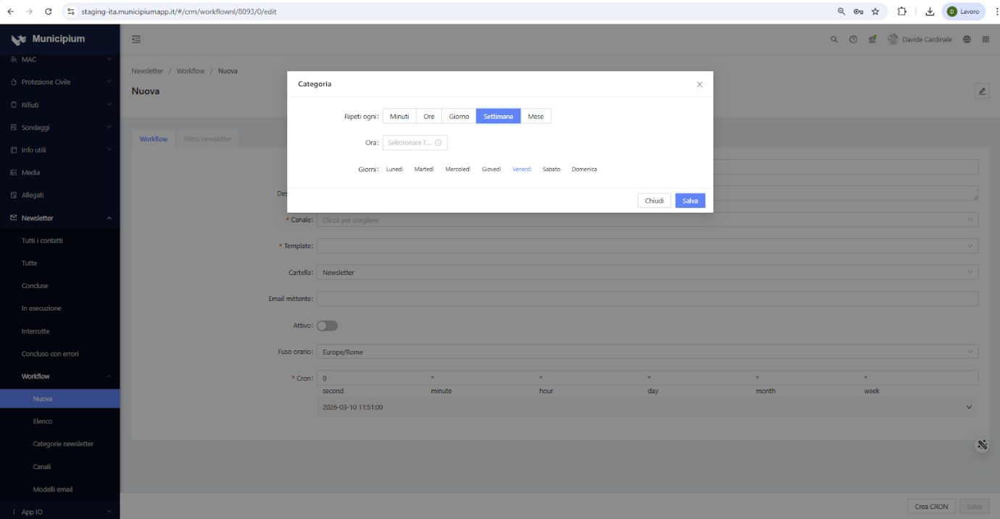 staging-ita.municipiumapp.it/#/crm/workflownl/8093/0/edit
D Lavoro
Municipium
Davide Cardinale
MAC
Protezione Civile
Rifiuti
Sondaggi
Info utili
Media
Allegati
Newsletter
Tutti i contatti
Tutte
Concluse
In esecuzione
Interrotte
Concluso con errori
Workflow
Nuova
Elenco
Categorie newsletter
Canali
Modelli email
App IO
Newsletter / Workflow / Nuova
Nuova
Workflow Filtro newsletter
Categoria
Ripeti ogni: Minuti Ore Giorno Settimana Mese
Ora: Selezionare l'...
Giorni: Lunedì Martedì Mercoledì Giovedì Venerdì Sabato Domenica
Chiudi Salva
Des
* Canale: Clicca per scegliere
* Template:
Cartella: Newsletter
Email mittente:
Attivo:
Fuso orario: Europe/Rome
* Cron: 0 * * * * *
second minute hour day month week
2026-03-10 11:51:00
Crea CRON Salva